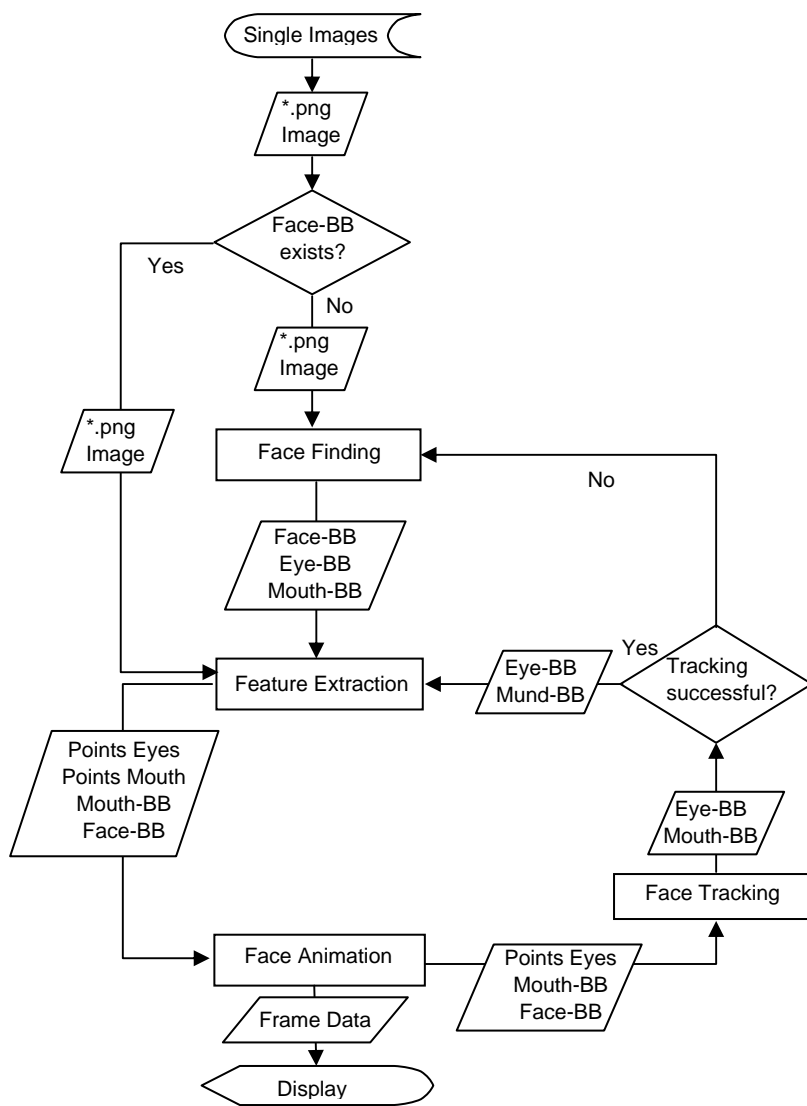 Single Images
*.png
Image
Face-BB
exists?
Yes
No
*.png
Image
*.png
Image
Face Finding
No
Face-BB
Eye-BB
Mouth-BB
Feature Extraction
Eye-BB
Mund-BB
Yes
Tracking
successful?
Points Eyes
Points Mouth
Mouth-BB
Face-BB
Eye-BB
Mouth-BB
Face Tracking
Face Animation
Points Eyes
Mouth-BB
Face-BB
Frame Data
Display